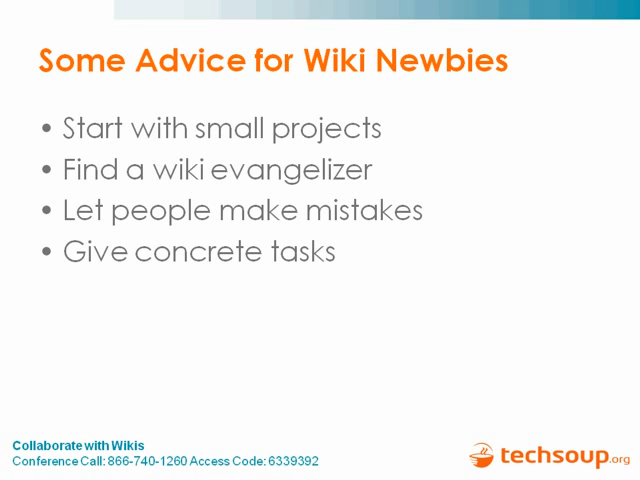 Some Advice for Wiki Newbies
• Start with small projects
• Find a wiki evangelizer
• Let people make mistakes
• Give concrete tasks
Collaborate with Wikis
Conference Call: 866-740-1260 Access Code: 6339392
techsoup.org